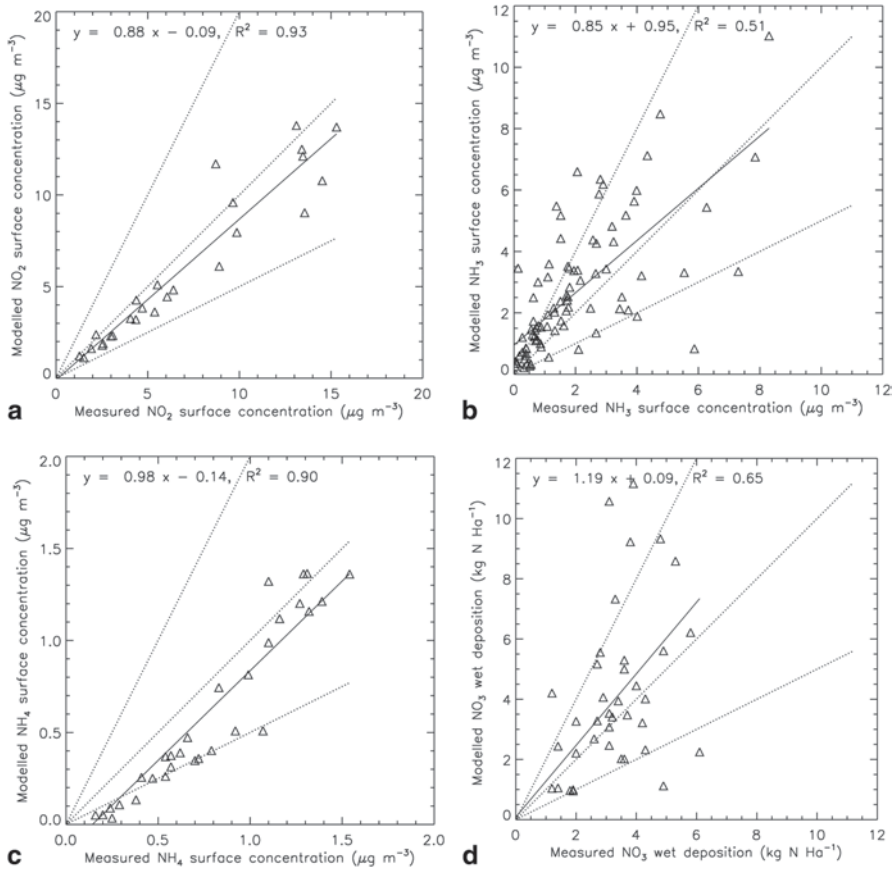 y = 0.88 x − 0.09, R² = 0.93
Modelled NO₂ surface concentration (μg m⁻³)
20
15
10
5
0
0 5 10 15 20
Measured NO₂ surface concentration (μg m⁻³)
a
y = 0.85 x + 0.95, R² = 0.51
Modelled NH₃ surface concentration (μg m⁻³)
12
10
8
6
4
2
0
0 2 4 6 8 10 12
Measured NH₃ surface concentration (μg m⁻³)
b
y = 0.98 x − 0.14, R² = 0.90
Modelled NH₄ surface concentration (μg m⁻³)
2.0
1.5
1.0
0.5
0.0
0.0 0.5 1.0 1.5 2.0
Measured NH₄ surface concentration (μg m⁻³)
c
y = 1.19 x + 0.09, R² = 0.65
Modelled NO₃ wet deposition (kg N Ha⁻¹)
12
10
8
6
4
2
0
0 2 4 6 8 10 12
Measured NO₃ wet deposition (kg N Ha⁻¹)
d